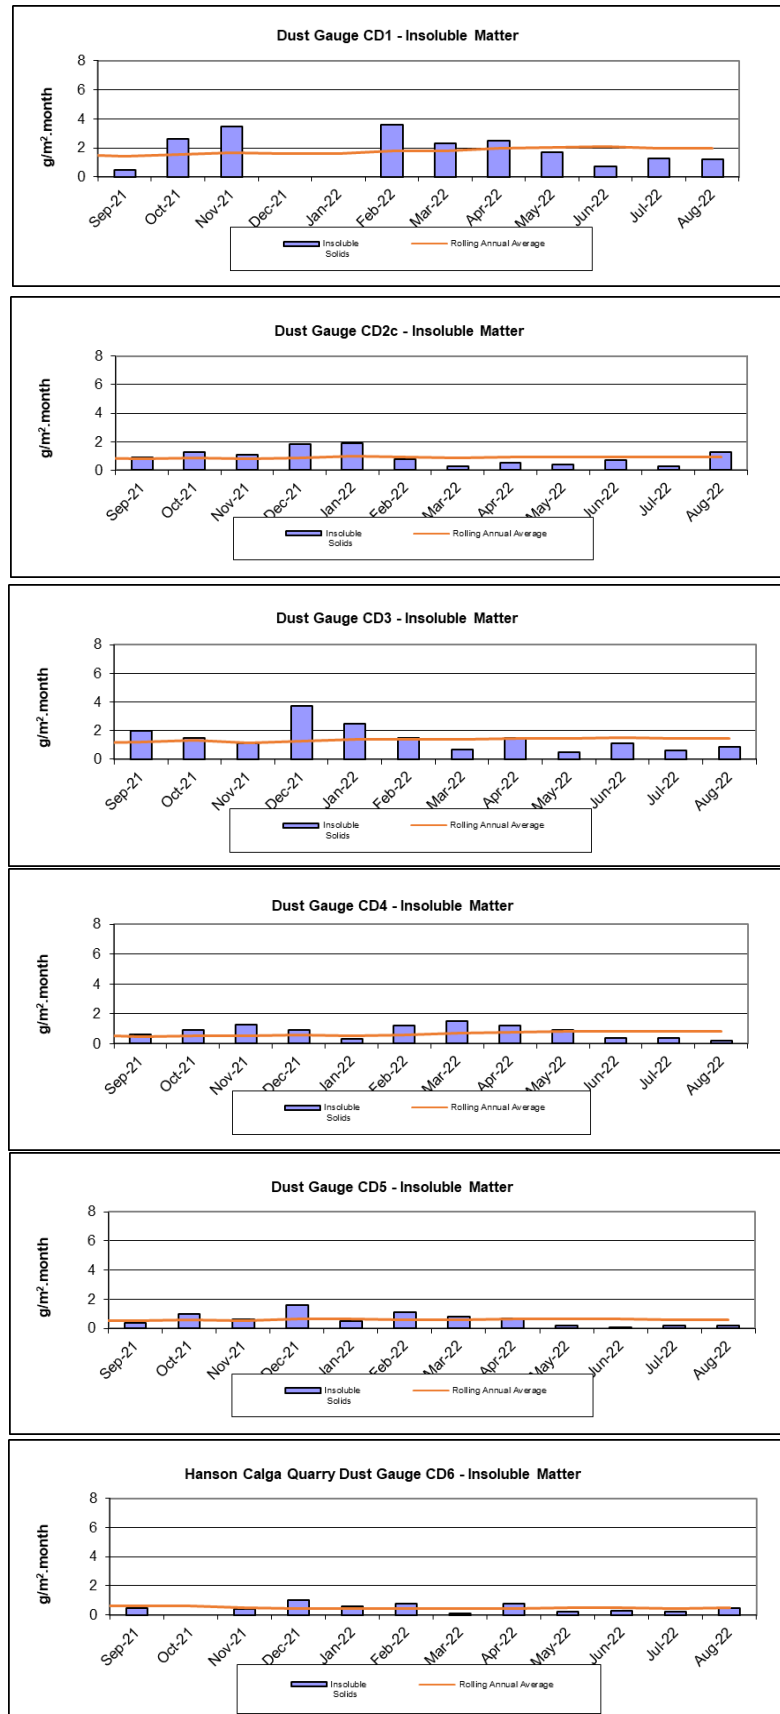 Dust Gauge CD1 - Insoluble Matter
g/m².month
8
6
4
2
0
Sep-21
Oct-21
Nov-21
Dec-21
Jan-22
Feb-22
Mar-22
Apr-22
May-22
Jun-22
Jul-22
Aug-22
Insoluble
Solids
Rolling Annual Average
Dust Gauge CD2c - Insoluble Matter
g/m².month
8
6
4
2
0
Sep-21
Oct-21
Nov-21
Dec-21
Jan-22
Feb-22
Mar-22
Apr-22
May-22
Jun-22
Jul-22
Aug-22
Insoluble
Solids
Rolling Annual Average
Dust Gauge CD3 - Insoluble Matter
g/m².month
8
6
4
2
0
Sep-21
Oct-21
Nov-21
Dec-21
Jan-22
Feb-22
Mar-22
Apr-22
May-22
Jun-22
Jul-22
Aug-22
Insoluble
Solids
Rolling Annual Average
Dust Gauge CD4 - Insoluble Matter
g/m².month
8
6
4
2
0
Sep-21
Oct-21
Nov-21
Dec-21
Jan-22
Feb-22
Mar-22
Apr-22
May-22
Jun-22
Jul-22
Aug-22
Insoluble
Solids
Rolling Annual Average
Dust Gauge CD5 - Insoluble Matter
g/m².month
8
6
4
2
0
Sep-21
Oct-21
Nov-21
Dec-21
Jan-22
Feb-22
Mar-22
Apr-22
May-22
Jun-22
Jul-22
Aug-22
Insoluble
Solids
Rolling Annual Average
Hanson Calga Quarry Dust Gauge CD6 - Insoluble Matter
g/m².month
8
6
4
2
0
Sep-21
Oct-21
Nov-21
Dec-21
Jan-22
Feb-22
Mar-22
Apr-22
May-22
Jun-22
Jul-22
Aug-22
Insoluble
Solids
Rolling Annual Average